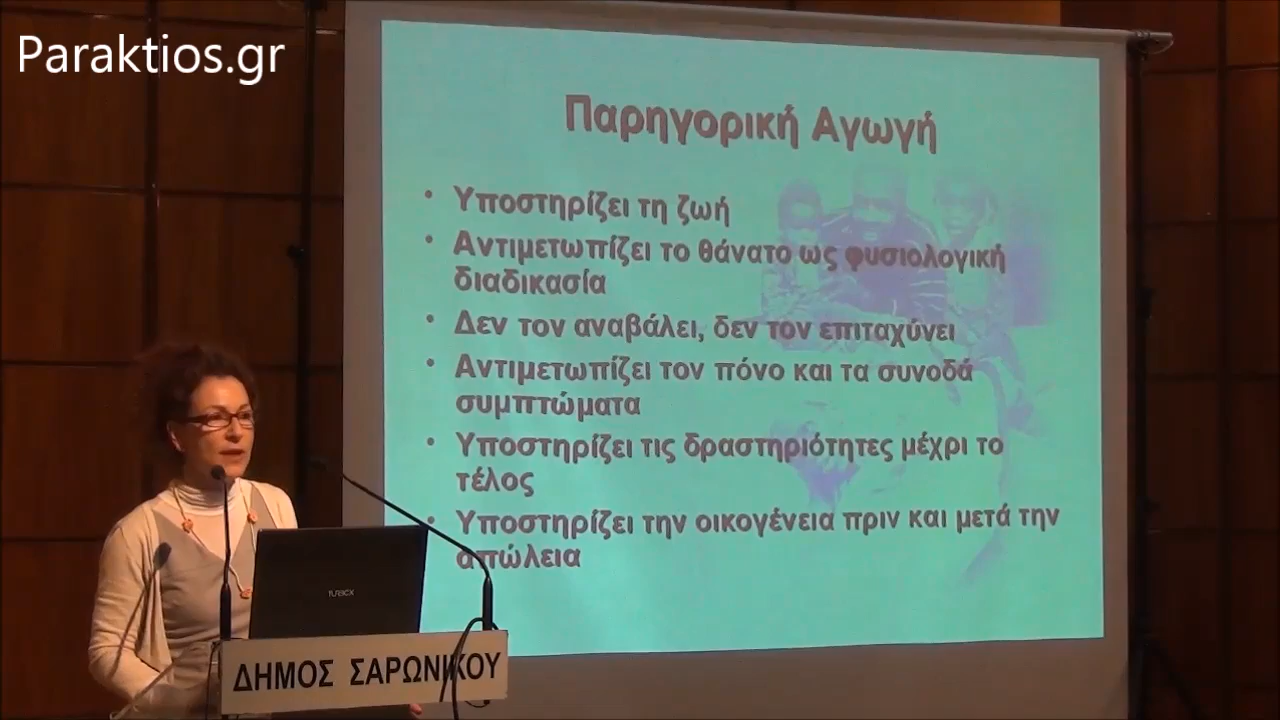 Paraktios.gr
Παρηγορική Αγωγή
• Υποστηρίζει τη ζωή
• Αντιμετωπίζει το θάνατο ως φυσιολογική
διαδικασία
• Δεν τον αναβάλει, δεν τον επιταχύνει
• Αντιμετωπίζει τον πόνο και τα συνοδά
συμπτώματα
• Υποστηρίζει τις δραστηριότητες μέχρι το
τέλος
• Υποστηρίζει την οικογένεια πριν και μετά την
απώλεια
ΔΗΜΟΣ ΣΑΡΩΝΙΚΟΥ